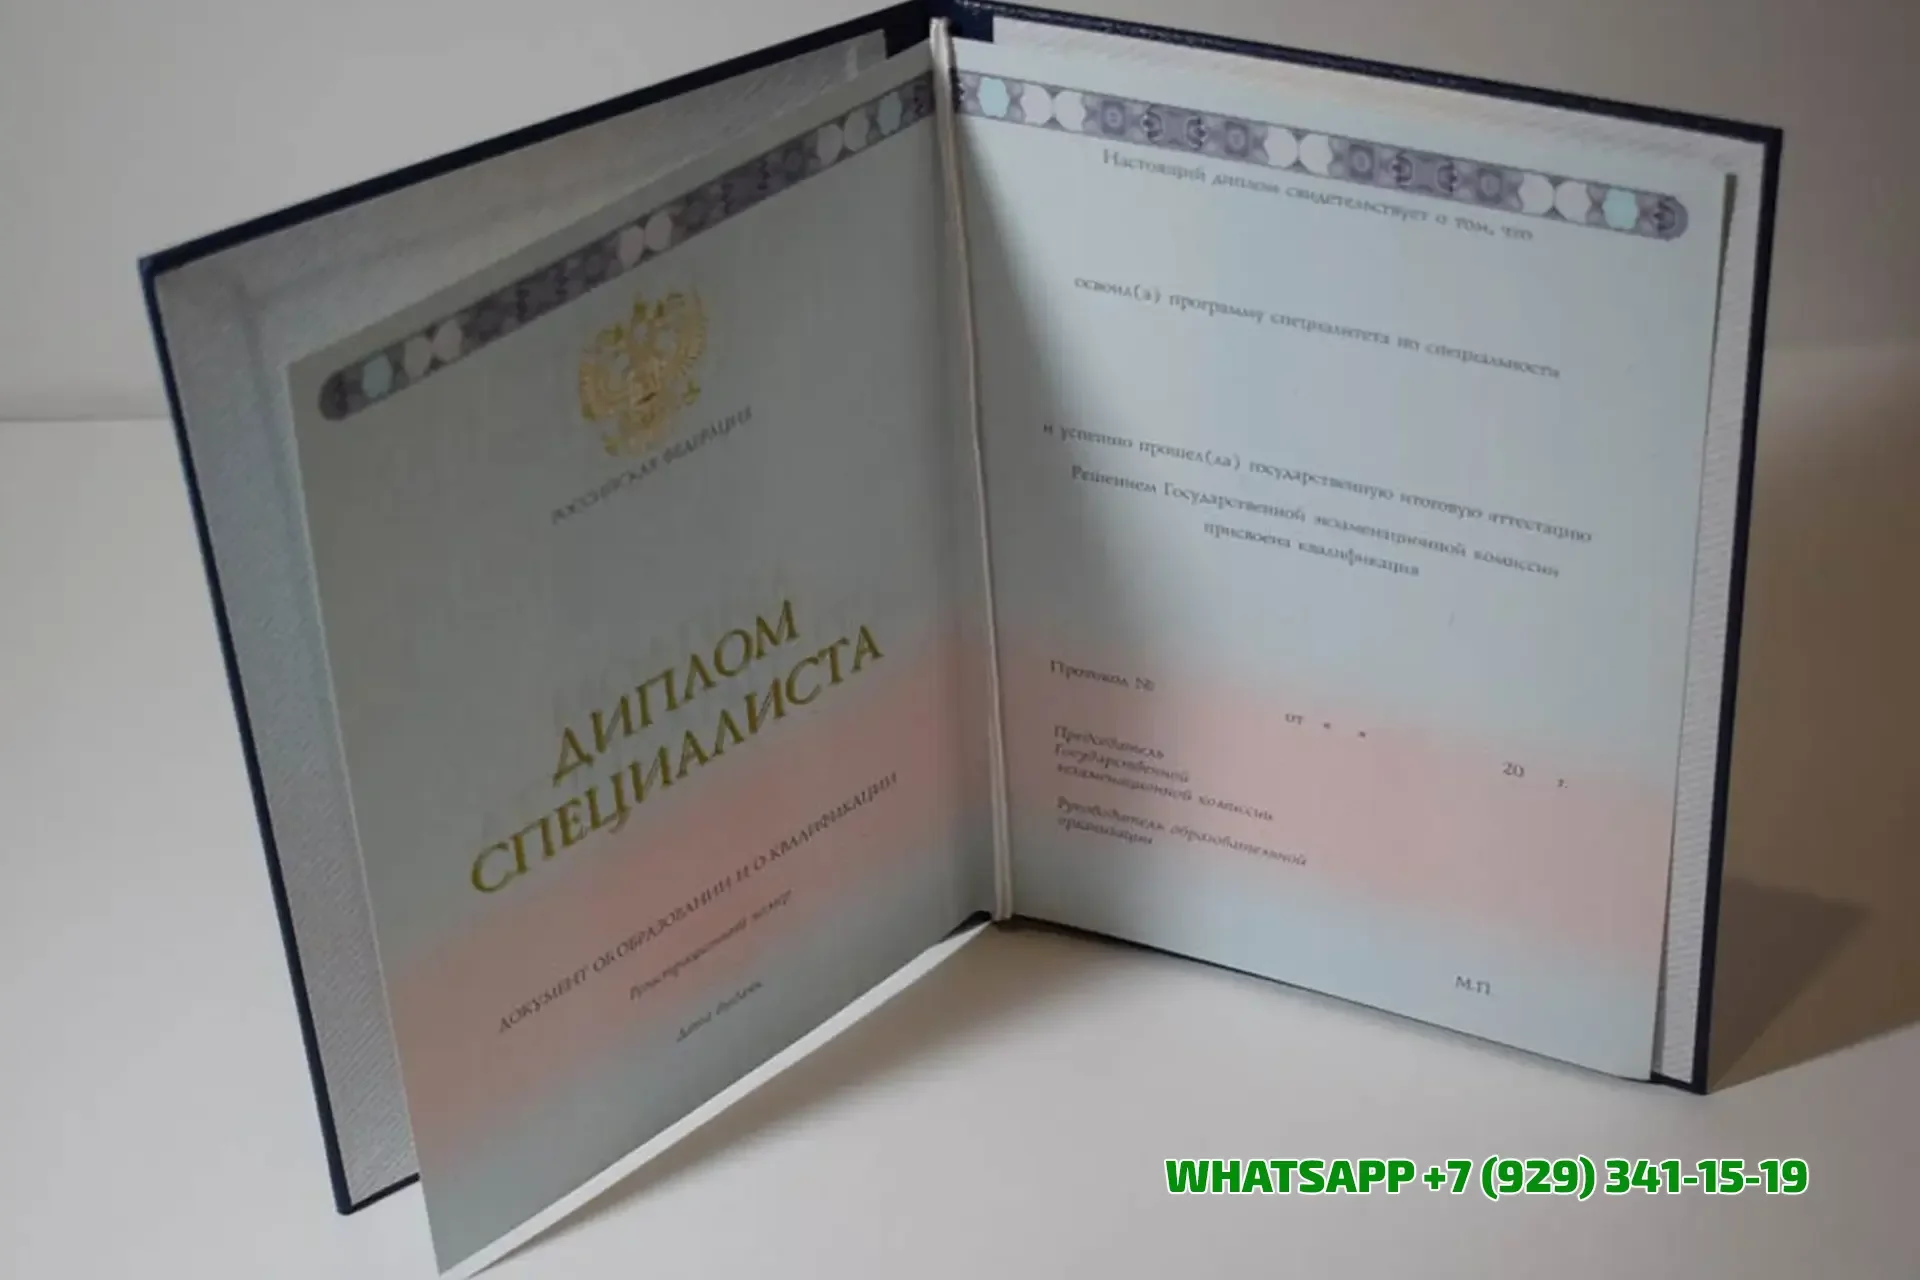 РОССИЙСКАЯ ФЕДЕРАЦИЯ
ДИПЛОМ
СПЕЦИАЛИСТА
ДОКУМЕНТ ОБ ОБРАЗОВАНИИ И О КВАЛИФИКАЦИИ
Регистрационный номер
Дата выдачи
Настоящий диплом свидетельствует о том, что
освоил(а) программу специалитета по специальности
и успешно прошел(ла) государственную итоговую аттестацию
Решением Государственной экзаменационной комиссии
присвоена квалификация
Протокол №
от « »
20 г.
Председатель
Государственной
экзаменационной комиссии
Руководитель образовательной
организации
М.П.
WHATSAPP +7 (929) 341-15-19